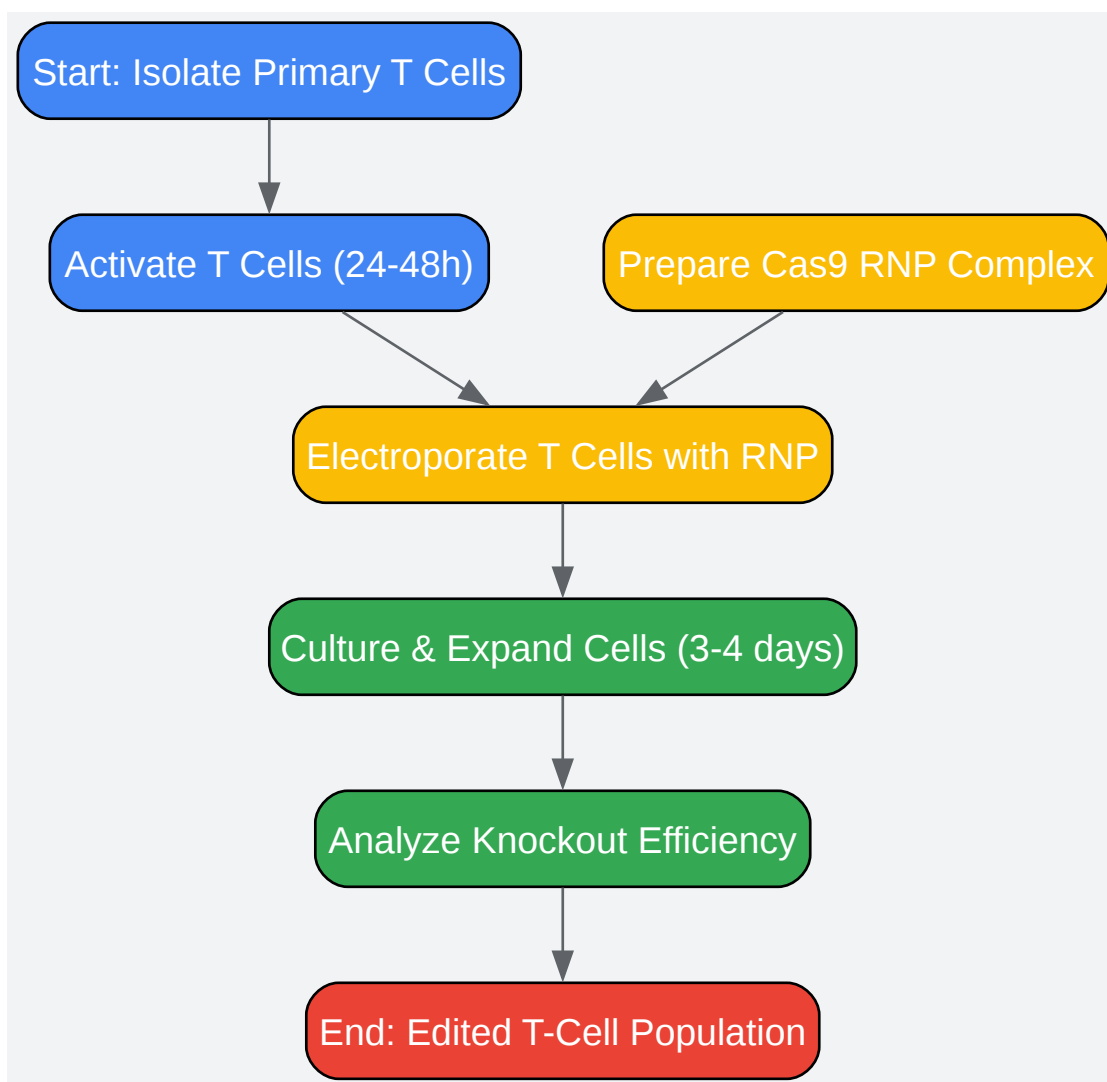 Start: Isolate Primary T Cells
Activate T Cells (24-48h)
Prepare Cas9 RNP Complex
Electroporate T Cells with RNP
Culture & Expand Cells (3-4 days)
Analyze Knockout Efficiency
End: Edited T-Cell Population